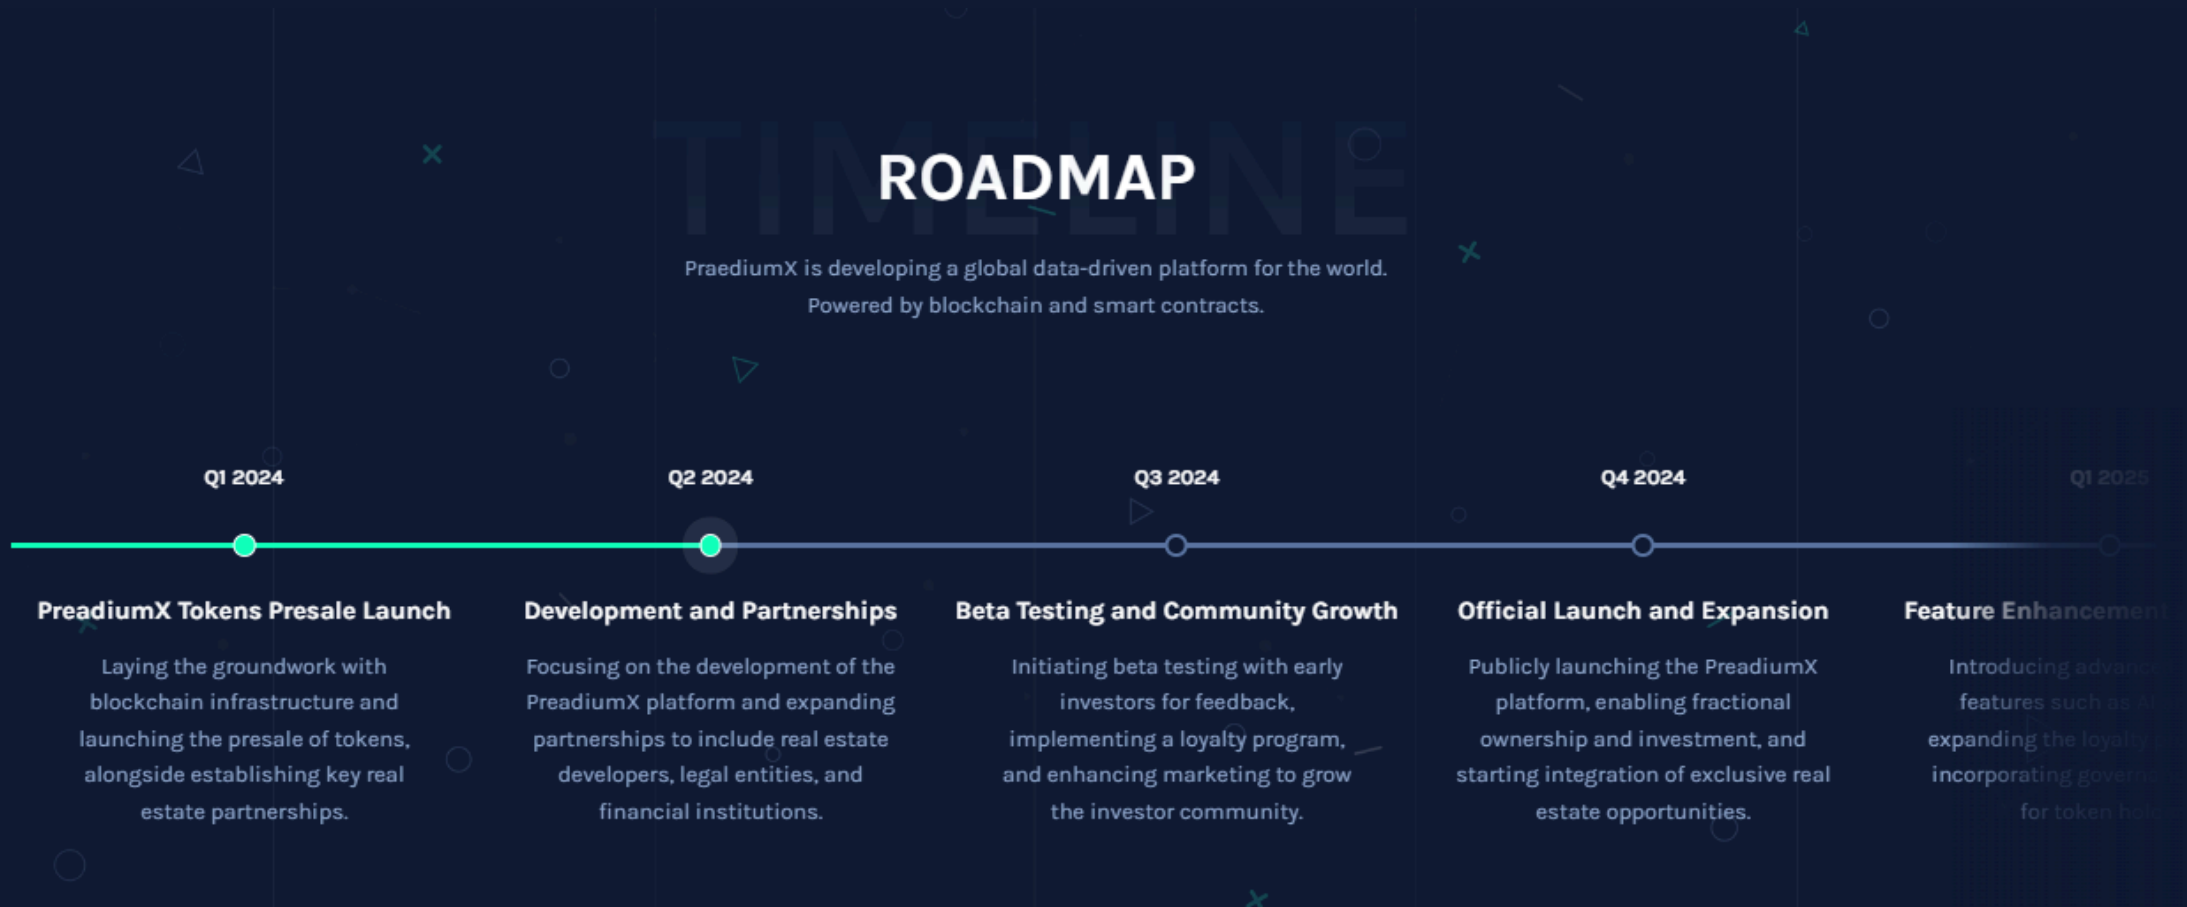 TIMELINE
ROADMAP
PraediumX is developing a global data-driven platform for the world.
Powered by blockchain and smart contracts.
Q1 2024
Q2 2024
Q3 2024
Q4 2024
Q1 2025
PreadiumX Tokens Presale Launch
Laying the groundwork with
blockchain infrastructure and
launching the presale of tokens,
alongside establishing key real
estate partnerships.
Development and Partnerships
Focusing on the development of the
PreadiumX platform and expanding
partnerships to include real estate
developers, legal entities, and
financial institutions.
Beta Testing and Community Growth
Initiating beta testing with early
investors for feedback,
implementing a loyalty program,
and enhancing marketing to grow
the investor community.
Official Launch and Expansion
Publicly launching the PreadiumX
platform, enabling fractional
ownership and investment, and
starting integration of exclusive real
estate opportunities.
Feature Enhancement
Introducing
features such as
expanding the loyalty
incorporating
for token